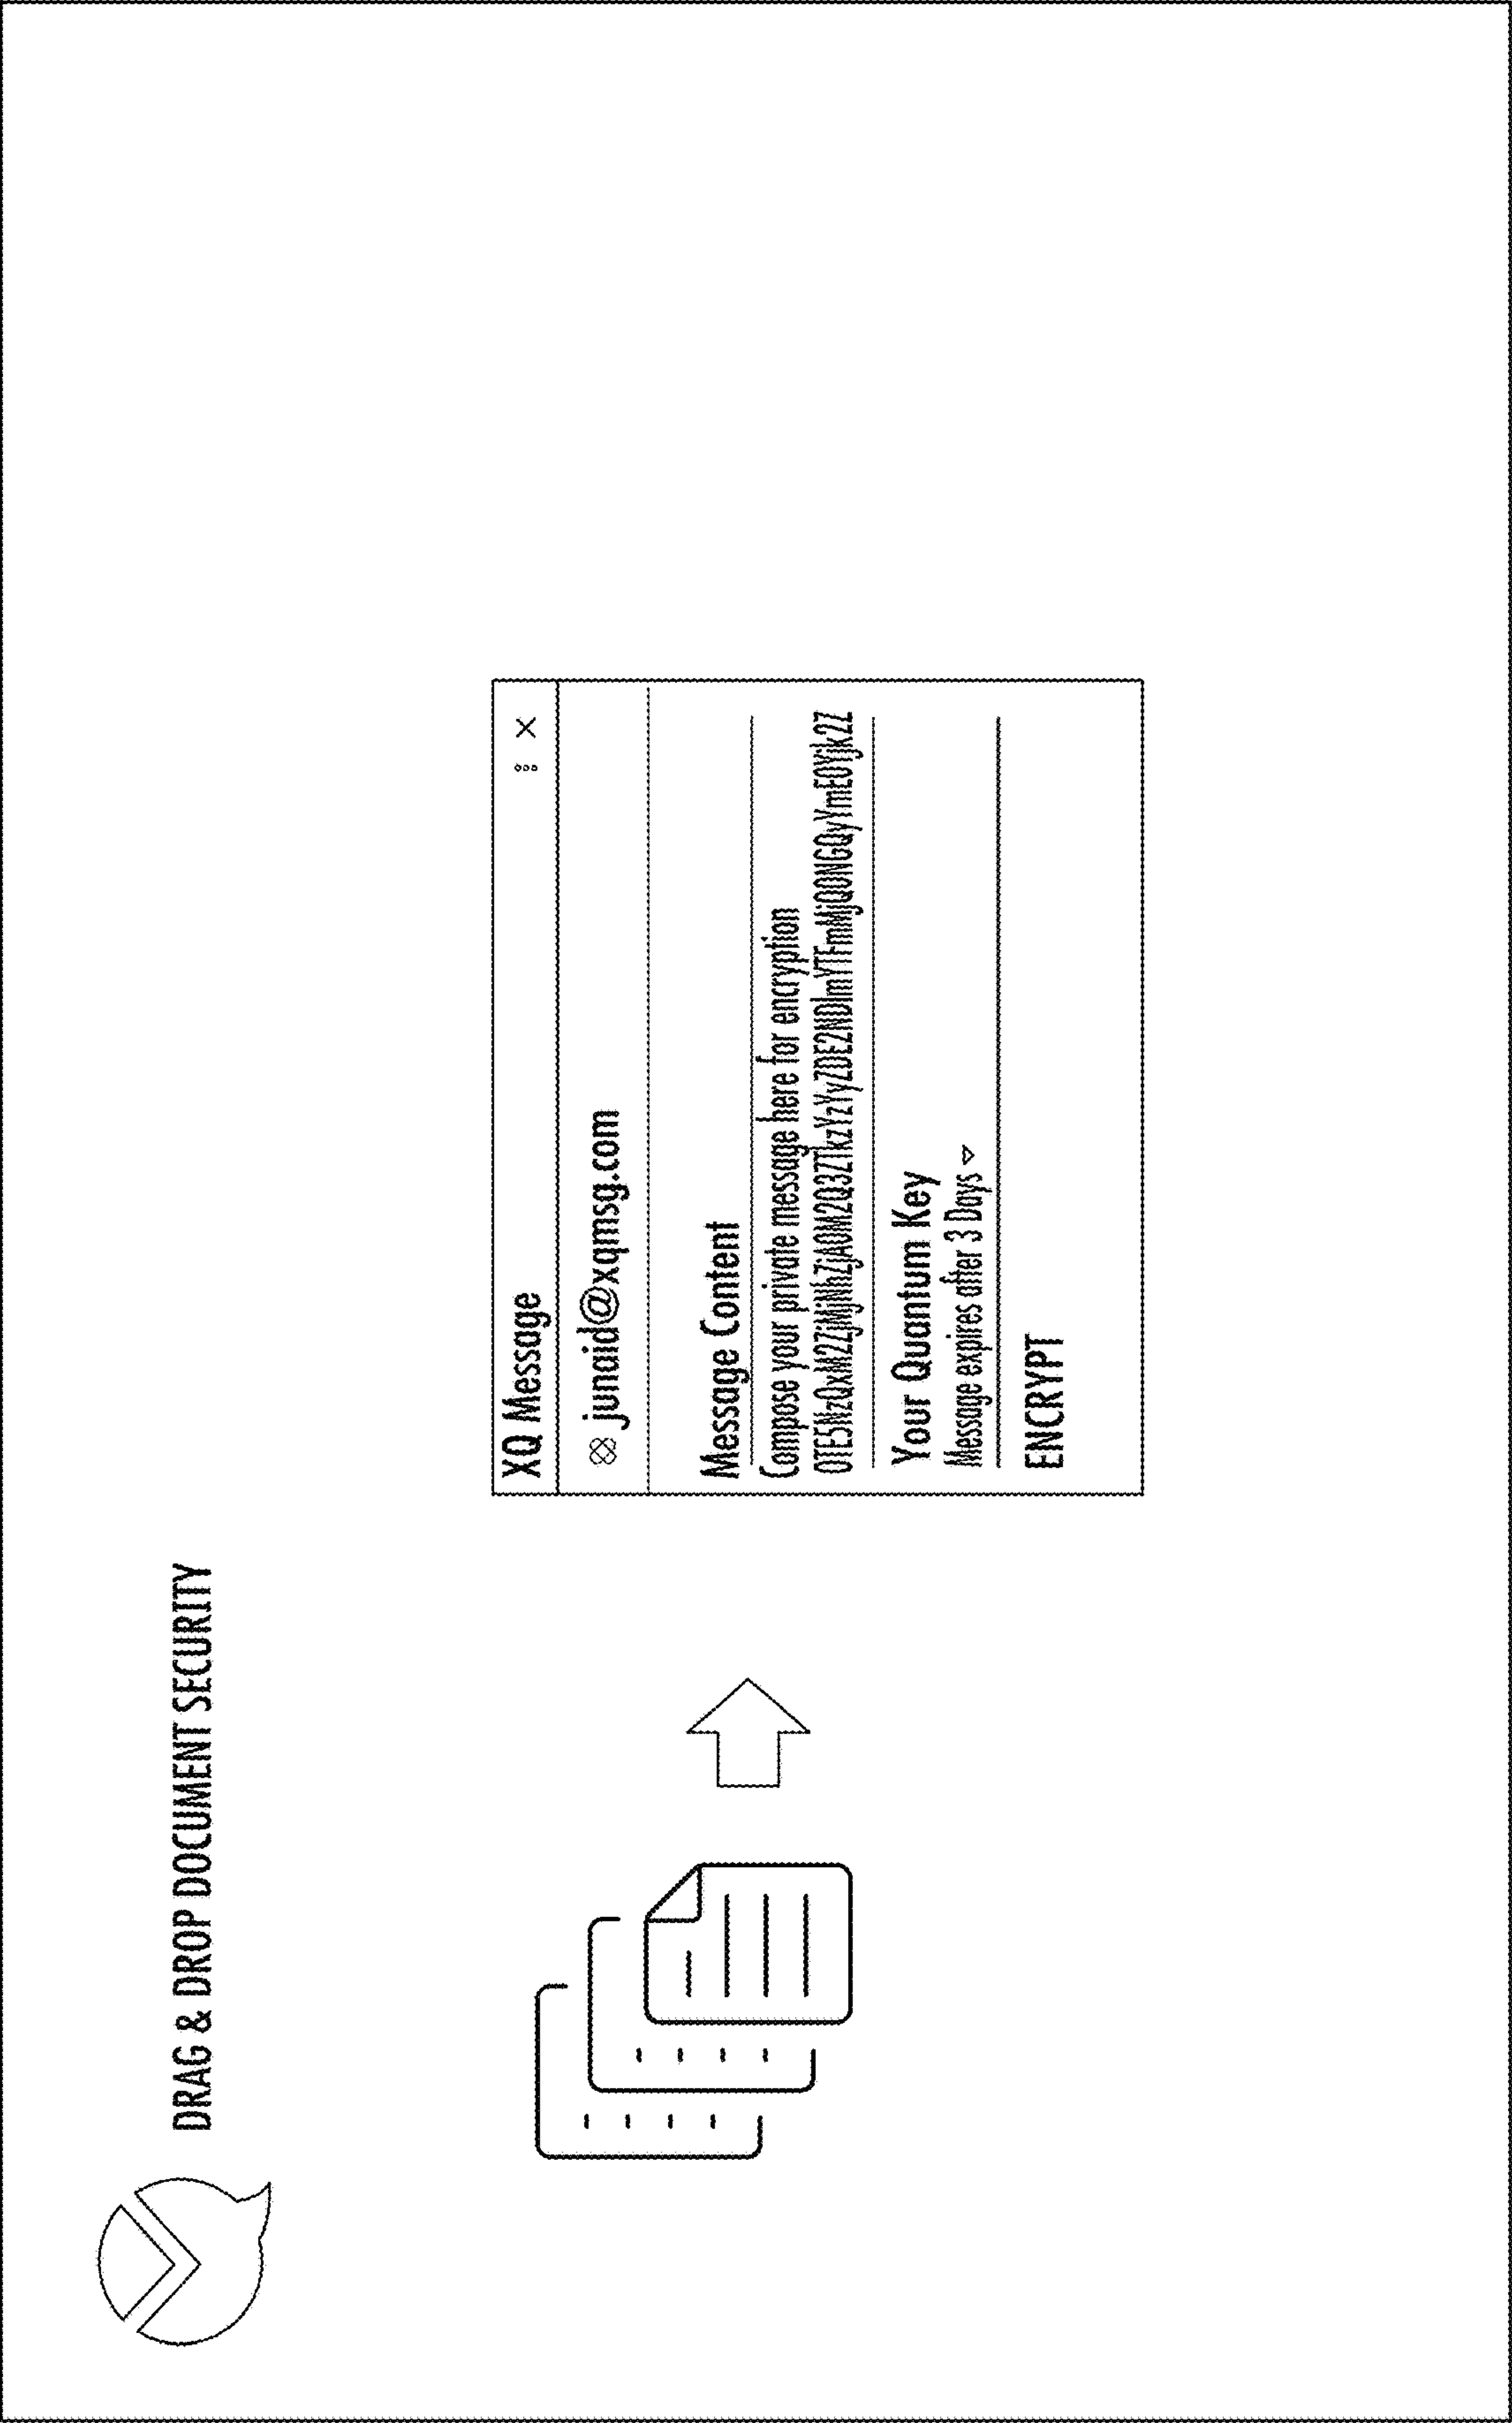 DRAG & DROP DOCUMENT SECURITY
XQ Message
junaid@xqmsg.com
Message Content
Compose your private message here for encryption
Your Quantum Key
Message expires after 3 Days
ENCRYPT